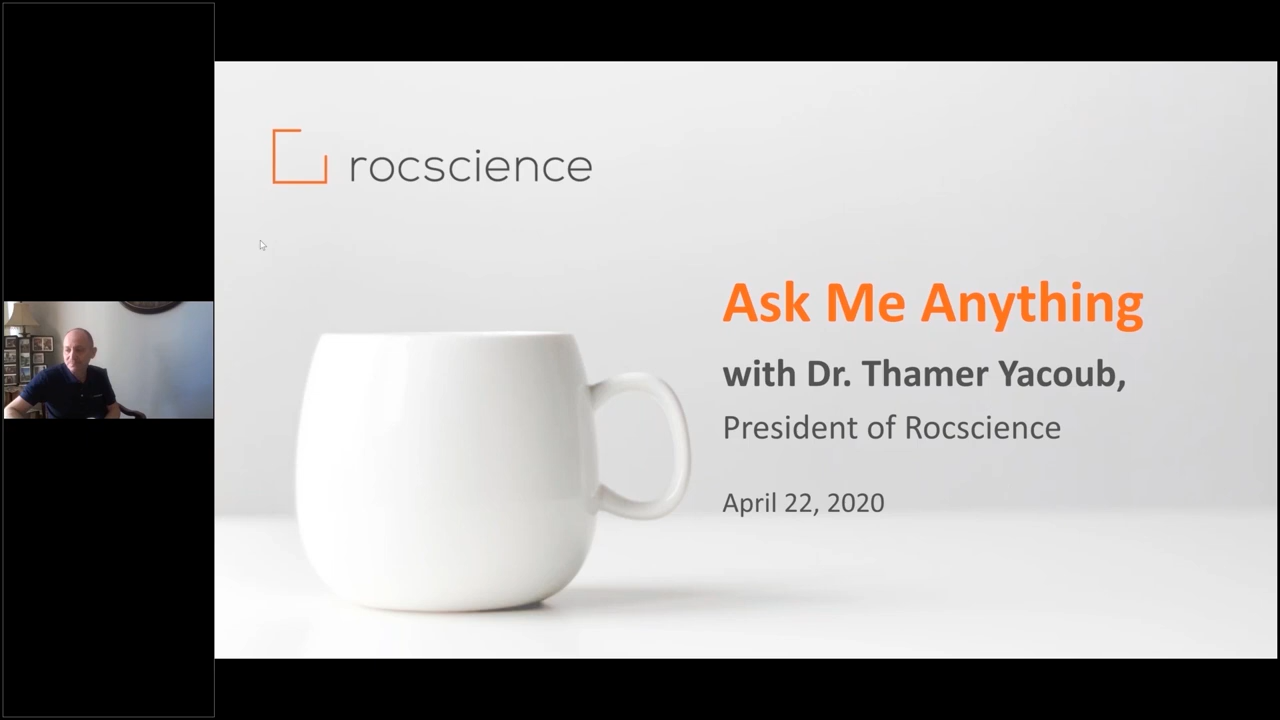 rocscience
Ask Me Anything
with Dr. Thamer Yacoub,
President of Rocscience
April 22, 2020